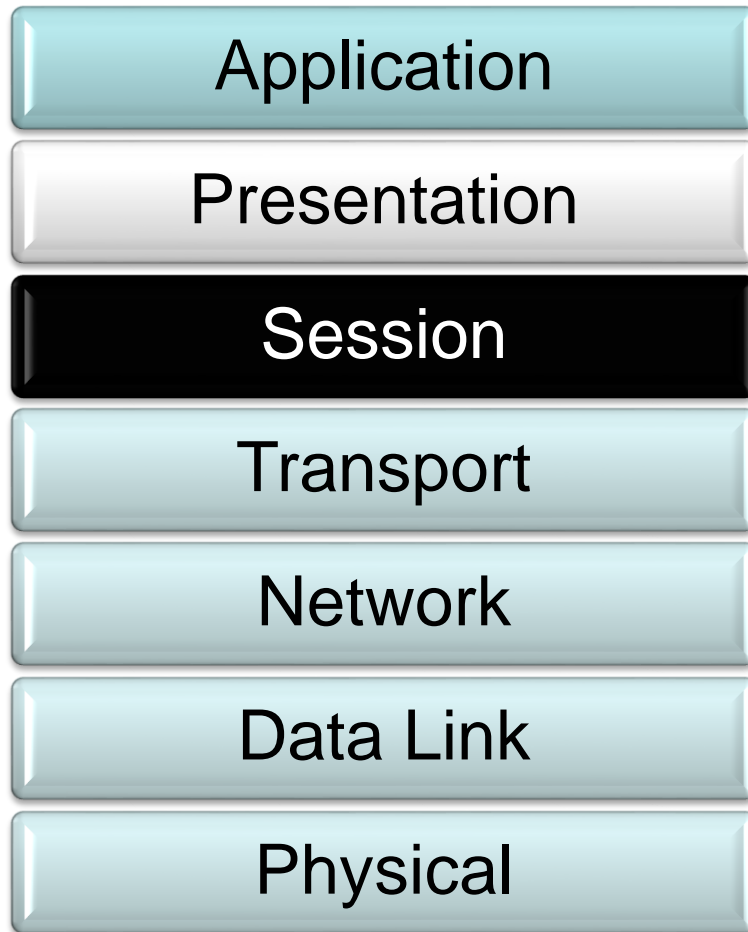 Application
Presentation
Session
Transport
Network
Data Link
Physical